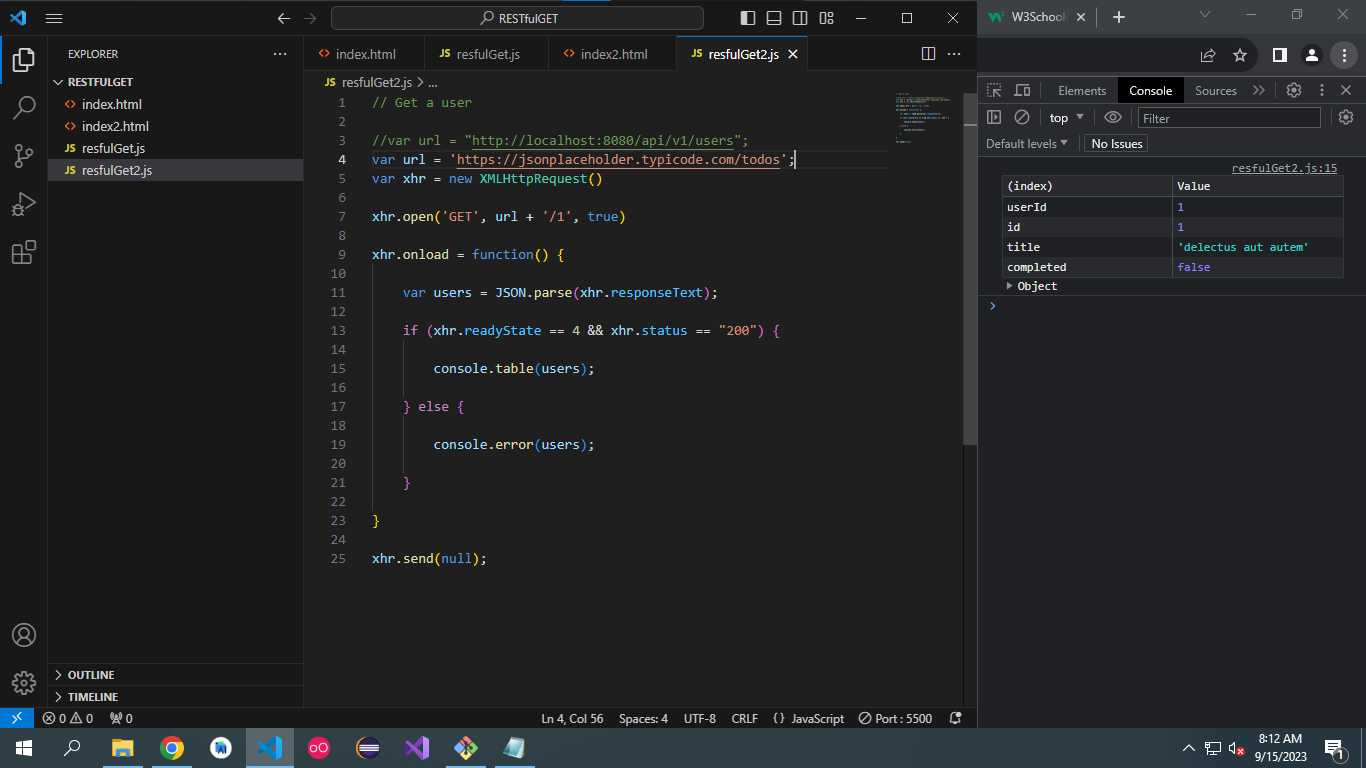 RESTfulGET
W3School
EXPLORER
RESTFULGET
index.html
index2.html
JS resfulGet.js
JS resfulGet2.js
OUTLINE
TIMELINE
index.html
JS resfulGet.js
index2.html
JS resfulGet2.js
JS resfulGet2.js > ...
1 // Get a user
2
3 //var url = "http://localhost:8080/api/v1/users";
4 var url = 'https://jsonplaceholder.typicode.com/todos';
5 var xhr = new XMLHttpRequest()
6
7 xhr.open('GET', url + '/1', true)
8
9 xhr.onload = function() {
10
11 var users = JSON.parse(xhr.responseText);
12
13 if (xhr.readyState == 4 && xhr.status == "200") {
14
15 console.table(users);
16
17 } else {
18
19 console.error(users);
20
21 }
22
23 }
24
25 xhr.send(null);
Elements Console Sources
top Filter
Default levels No Issues
resfulGet2.js:15
(index) Value
userId 1
id 1
title 'delectus aut autem'
completed false
Object
0 0 0 Ln 4, Col 56 Spaces: 4 UTF-8 CRLF {} JavaScript Port : 5500
8:12 AM
9/15/2023
1